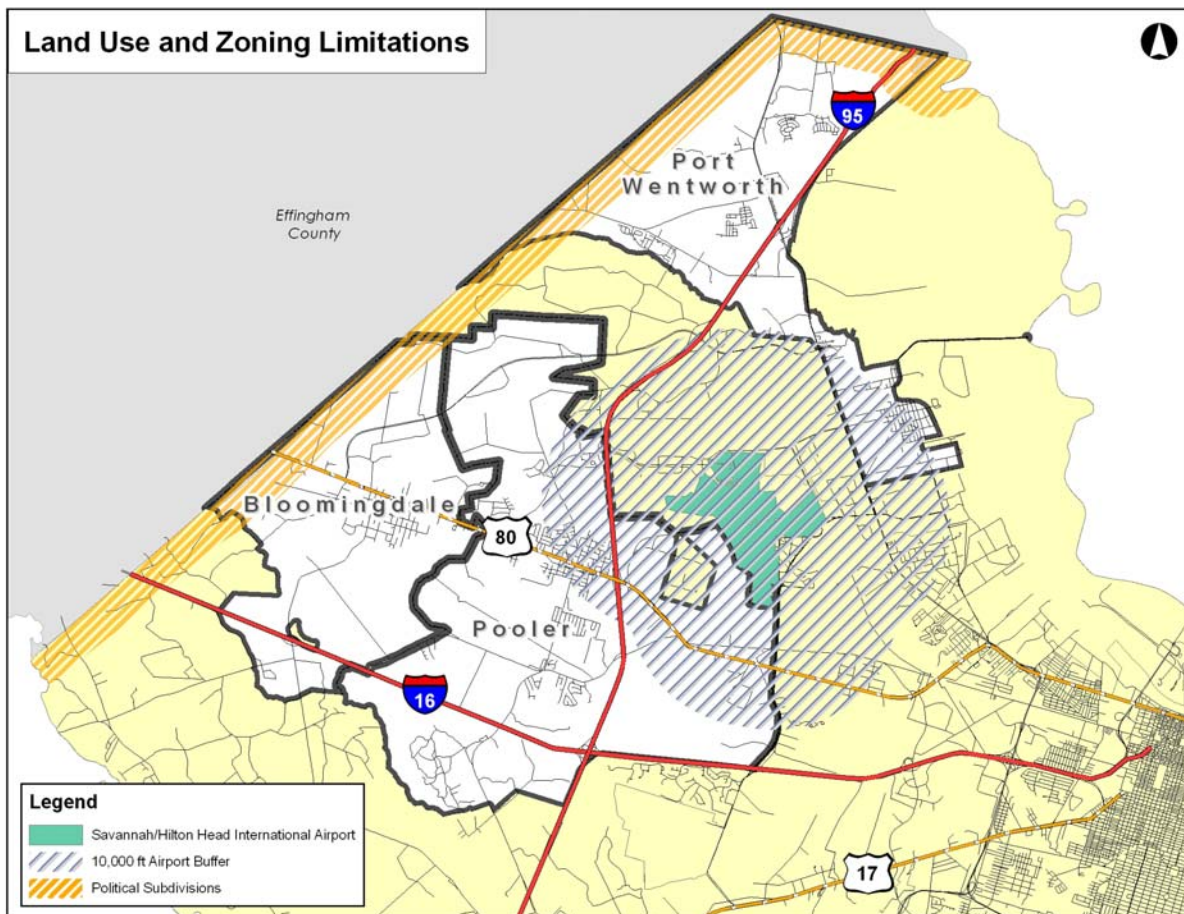 Land Use and Zoning Limitations
95
Port
Wentworth
Effingham
County
Bloomingdale
80
Pooler
16
17
Legend
Savannah/Hilton Head International Airport
10,000 ft Airport Buffer
Political Subdivisions